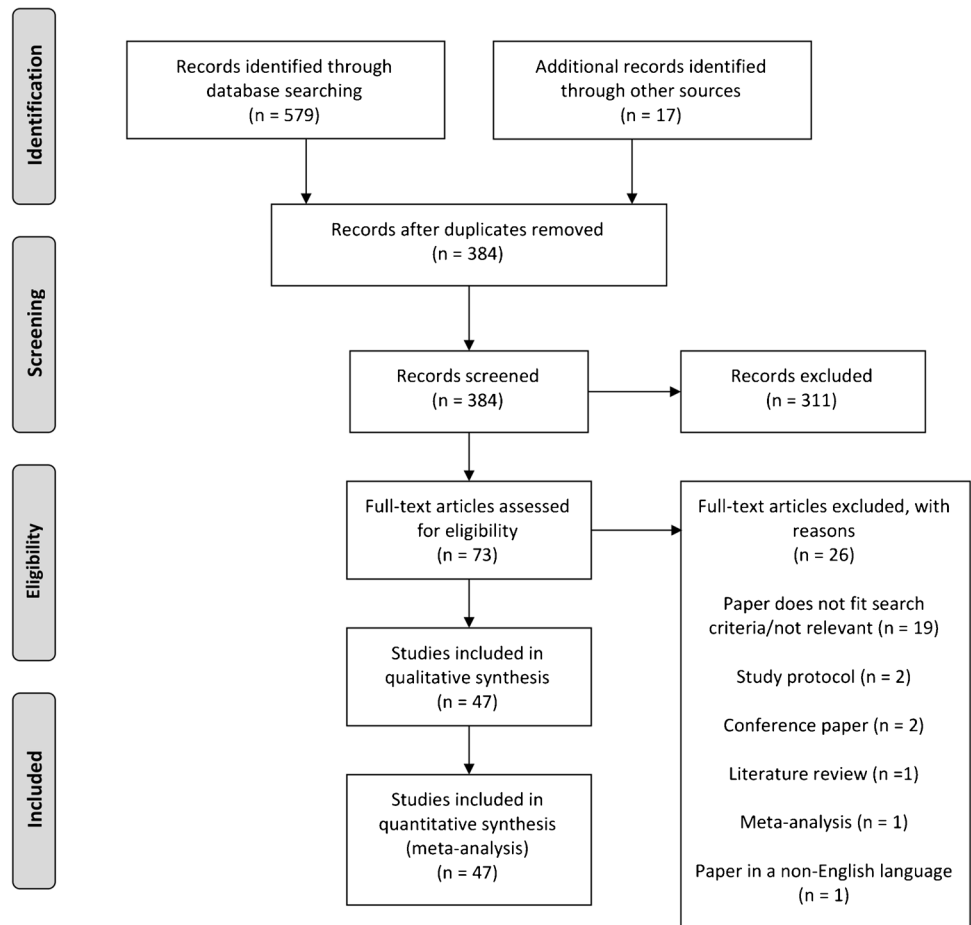 Identification
Records identified through
database searching
(n = 579)
Additional records identified
through other sources
(n = 17)
Records after duplicates removed
(n = 384)
Screening
Records screened
(n = 384)
Records excluded
(n = 311)
Eligibility
Full-text articles assessed
for eligibility
(n = 73)
Full-text articles excluded, with
reasons
(n = 26)
Paper does not fit search
criteria/not relevant (n = 19)
Study protocol (n = 2)
Conference paper (n = 2)
Literature review (n =1)
Meta-analysis (n = 1)
Paper in a non-English language
(n = 1)
Studies included in
qualitative synthesis
(n = 47)
Included
Studies included in
quantitative synthesis
(meta-analysis)
(n = 47)